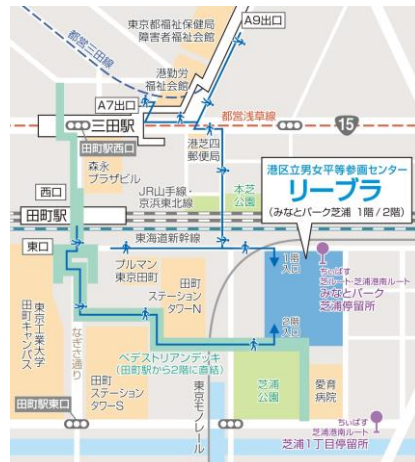 東京都福祉保健局
障害者福祉会館
A9出口
都営三田線
港勤労
福祉会館
A7出口
三田駅
都営浅草線
15
田町駅西口
港芝四
郵便局
森永
プラザビル
港区立男女平等参画センター
リーブラ
(みなとパーク芝浦 1階/2階)
西口
JR山手線・
京浜東北線
本芝
公園
田町駅
東海道新幹線
東口
プルマン
東京田町
田町
ステーション
タワーN
1階
入口
ちぃばす
芝ルート・芝浦港南ルート
みなとパーク
芝浦停留所
東京工業大学
田町キャンパス
なぎさ通り
2階
入口
ペデストリアンデッキ
(田町駅から2階に直結)
田町
ステーション
タワーS
東京モノレール
芝浦
公園
愛育
病院
田町駅東口
ちぃばす
芝浦港南ルート
芝浦1丁目停留所